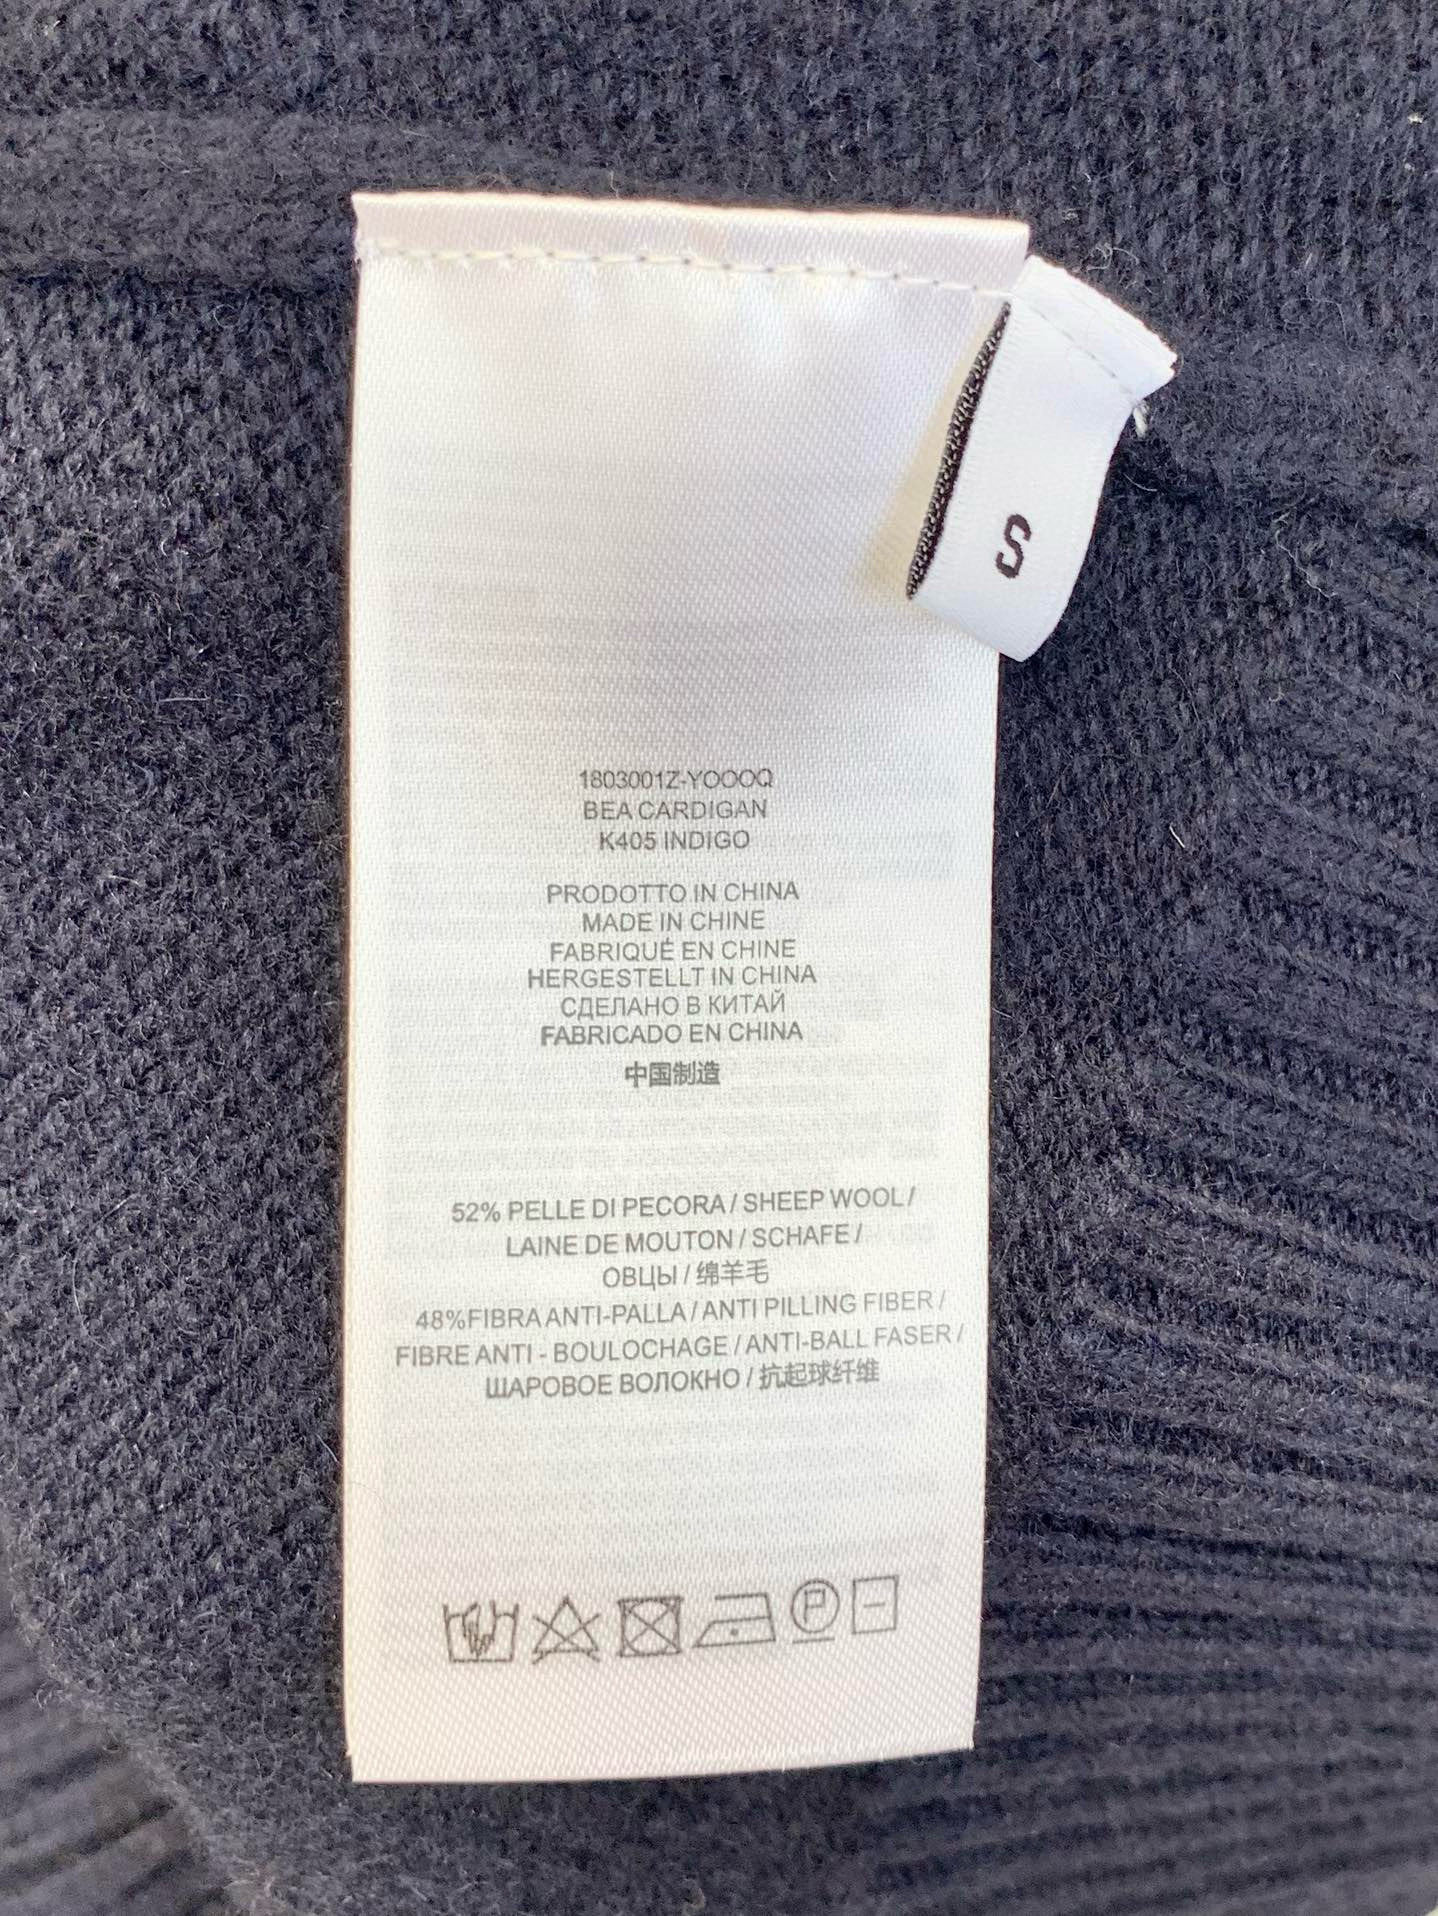 S
1803001Z-YOOOQ
BEA CARDIGAN
K405 INDIGO
PRODOTTO IN CHINA
MADE IN CHINE
FABRIQUÉ EN CHINE
HERGESTELLT IN CHINA
СДЕЛАНО В КИТАЙ
FABRICADO EN CHINA
中国制造
52% PELLE DI PECORA / SHEEP WOOL /
LAINE DE MOUTON / SCHAFE /
ОВЦЫ / 绵羊毛
48%FIBRA ANTI-PALLA / ANTI PILLING FIBER /
FIBRE ANTI - BOULOCHAGE / ANTI-BALL FASER /
ШАРОВОЕ ВОЛОКНО / 抗起球纤维
P